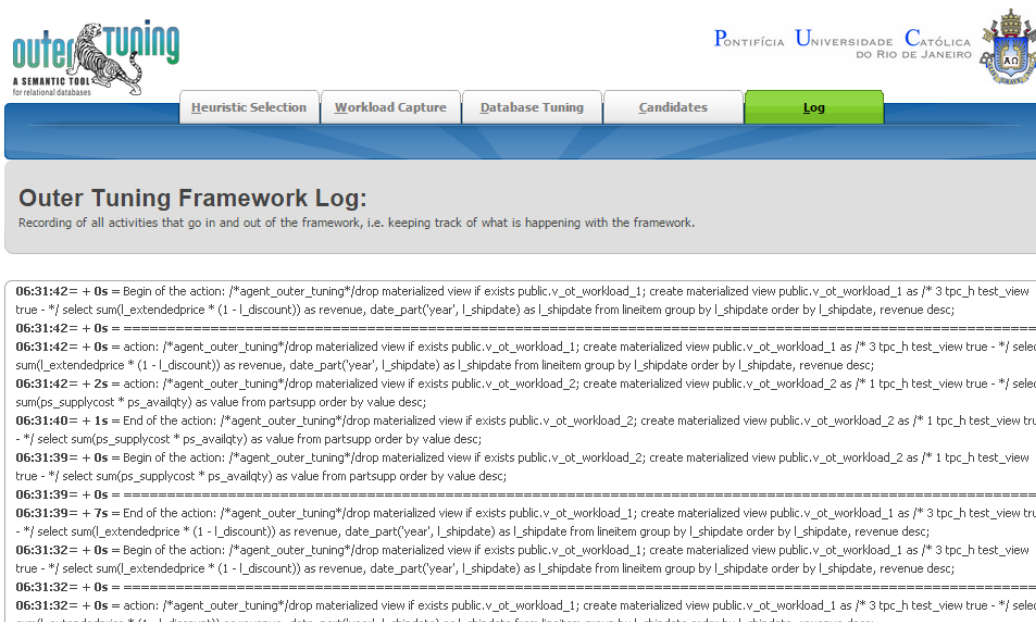 outer Tuning
A SEMANTIC TOOL
for relational databases
PONTIFÍCIA UNIVERSIDADE CATÓLICA
DO RIO DE JANEIRO
ΑΩ
Heuristic Selection Workload Capture Database Tuning Candidates Log
Outer Tuning Framework Log:
Recording of all activities that go in and out of the framework, i.e. keeping track of what is happening with the framework.
06:31:42= + 0s = Begin of the action: /*agent_outer_tuning*/drop materialized view if exists public.v_ot_workload_1; create materialized view public.v_ot_workload_1 as /* 3 tpc_h test_view
true - */ select sum(l_extendedprice * (1 - l_discount)) as revenue, date_part('year', l_shipdate) as l_shipdate from lineitem group by l_shipdate order by l_shipdate, revenue desc;
06:31:42= + 0s = ==================================================================================================
06:31:42= + 0s = action: /*agent_outer_tuning*/drop materialized view if exists public.v_ot_workload_1; create materialized view public.v_ot_workload_1 as /* 3 tpc_h test_view true - */ selec
sum(l_extendedprice * (1 - l_discount)) as revenue, date_part('year', l_shipdate) as l_shipdate from lineitem group by l_shipdate order by l_shipdate, revenue desc;
06:31:42= + 2s = action: /*agent_outer_tuning*/drop materialized view if exists public.v_ot_workload_2; create materialized view public.v_ot_workload_2 as /* 1 tpc_h test_view true - */ selec
sum(ps_supplycost * ps_availqty) as value from partsupp order by value desc;
06:31:40= + 1s = End of the action: /*agent_outer_tuning*/drop materialized view if exists public.v_ot_workload_2; create materialized view public.v_ot_workload_2 as /* 1 tpc_h test_view tru
- */ select sum(ps_supplycost * ps_availqty) as value from partsupp order by value desc;
06:31:39= + 0s = Begin of the action: /*agent_outer_tuning*/drop materialized view if exists public.v_ot_workload_2; create materialized view public.v_ot_workload_2 as /* 1 tpc_h test_view
true - */ select sum(ps_supplycost * ps_availqty) as value from partsupp order by value desc;
06:31:39= + 0s = ==================================================================================================
06:31:39= + 7s = End of the action: /*agent_outer_tuning*/drop materialized view if exists public.v_ot_workload_1; create materialized view public.v_ot_workload_1 as /* 3 tpc_h test_view tru
- */ select sum(l_extendedprice * (1 - l_discount)) as revenue, date_part('year', l_shipdate) as l_shipdate from lineitem group by l_shipdate order by l_shipdate, revenue desc;
06:31:32= + 0s = Begin of the action: /*agent_outer_tuning*/drop materialized view if exists public.v_ot_workload_1; create materialized view public.v_ot_workload_1 as /* 3 tpc_h test_view
true - */ select sum(l_extendedprice * (1 - l_discount)) as revenue, date_part('year', l_shipdate) as l_shipdate from lineitem group by l_shipdate order by l_shipdate, revenue desc;
06:31:32= + 0s = ==================================================================================================
06:31:32= + 0s = action: /*agent_outer_tuning*/drop materialized view if exists public.v_ot_workload_1; create materialized view public.v_ot_workload_1 as /* 3 tpc_h test_view true - */ selec